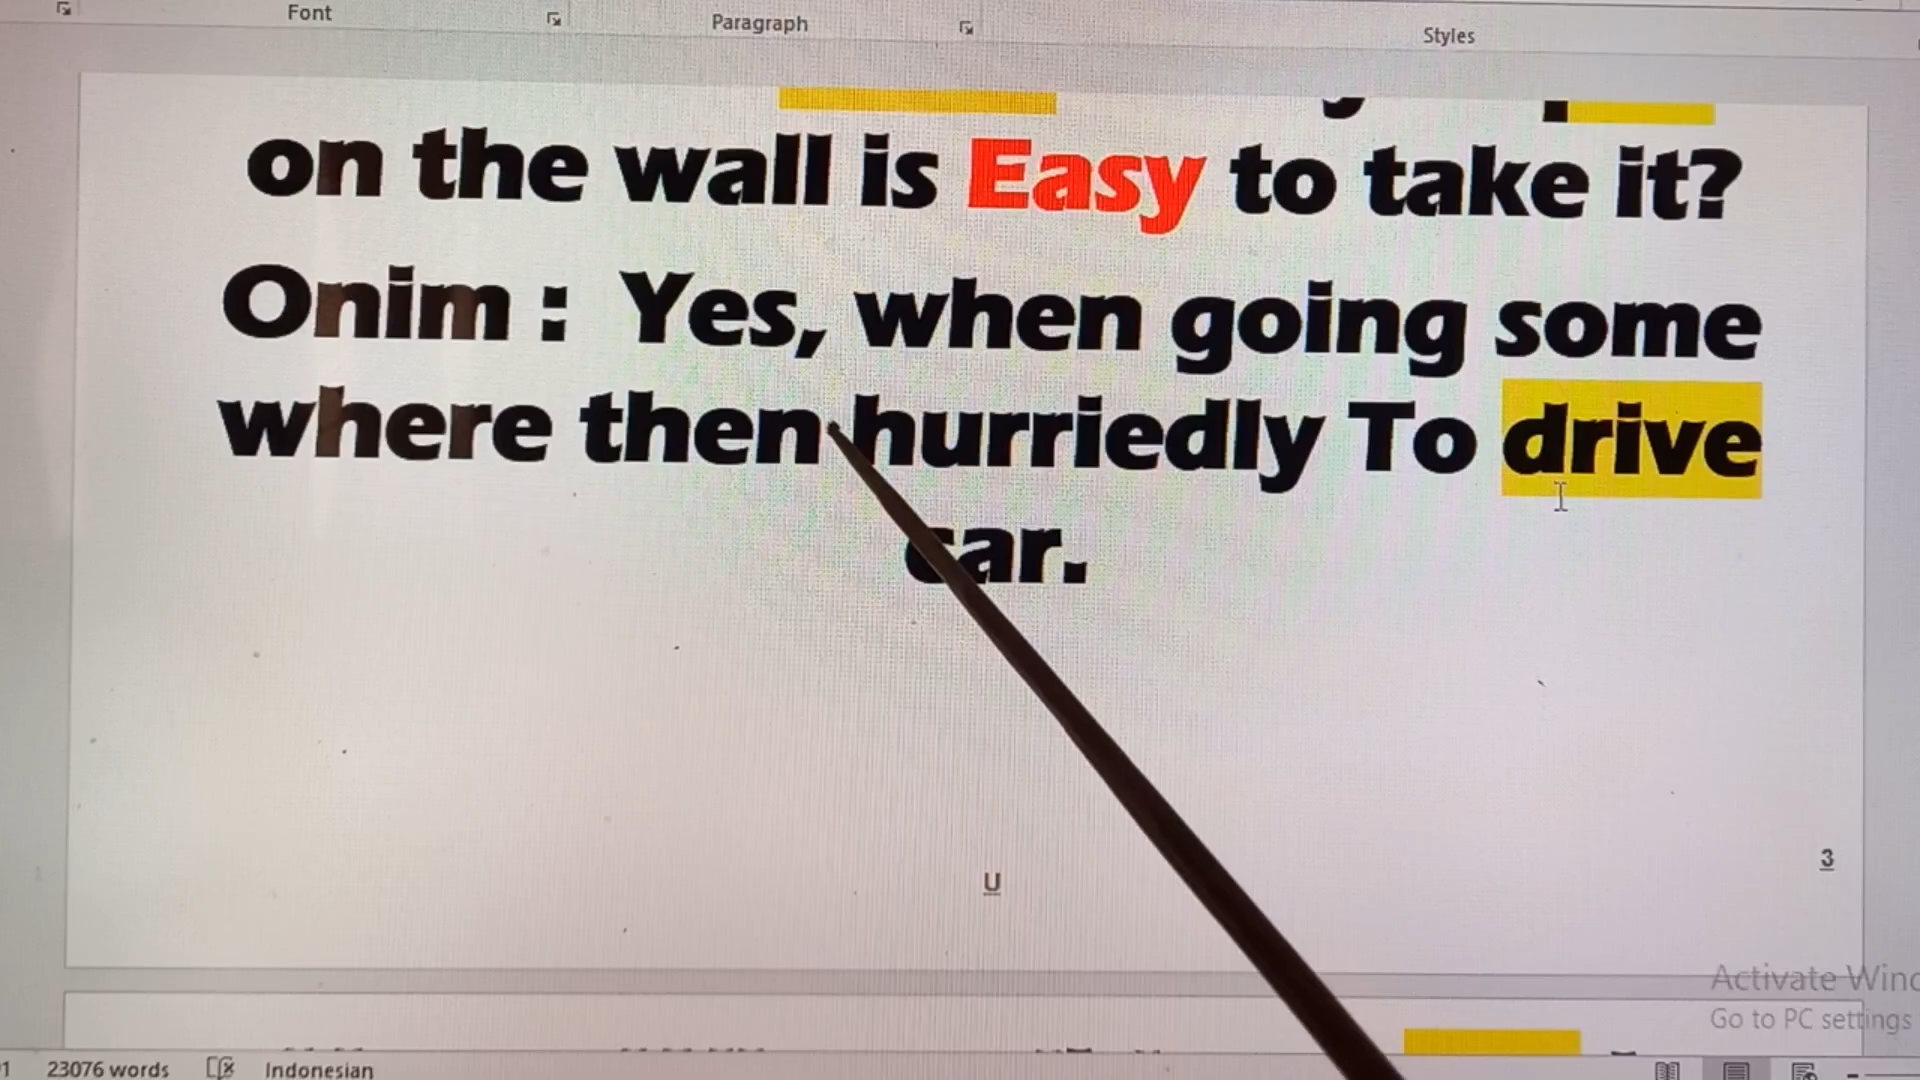 Font
Paragraph
Styles
on the wall is Easy to take it?
Onim : Yes, when going some
where then hurriedly To drive
car.
3
U
Activate Wind
Go to PC settings
23076 words
Indonesian